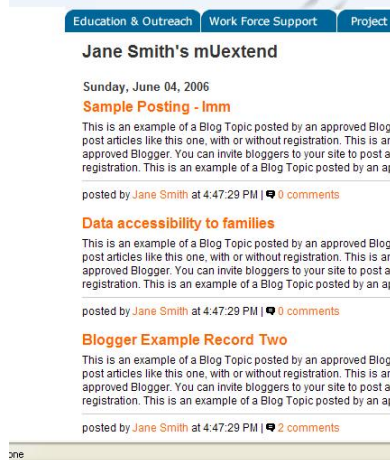 Education & Outreach Work Force Support Project
Jane Smith's mUextend
Sunday, June 04, 2006
Sample Posting - Imm
This is an example of a Blog Topic posted by an approved Blog
post articles like this one, with or without registration. This is an
approved Blogger. You can invite bloggers to your site to post a
registration. This is an example of a Blog Topic posted by an ap
posted by Jane Smith at 4:47:29 PM | 0 comments
Data accessibility to families
This is an example of a Blog Topic posted by an approved Blog
post articles like this one, with or without registration. This is an
approved Blogger. You can invite bloggers to your site to post a
registration. This is an example of a Blog Topic posted by an ap
posted by Jane Smith at 4:47:29 PM | 0 comments
Blogger Example Record Two
This is an example of a Blog Topic posted by an approved Blog
post articles like this one, with or without registration. This is an
approved Blogger. You can invite bloggers to your site to post a
registration. This is an example of a Blog Topic posted by an ap
posted by Jane Smith at 4:47:29 PM | 2 comments
one